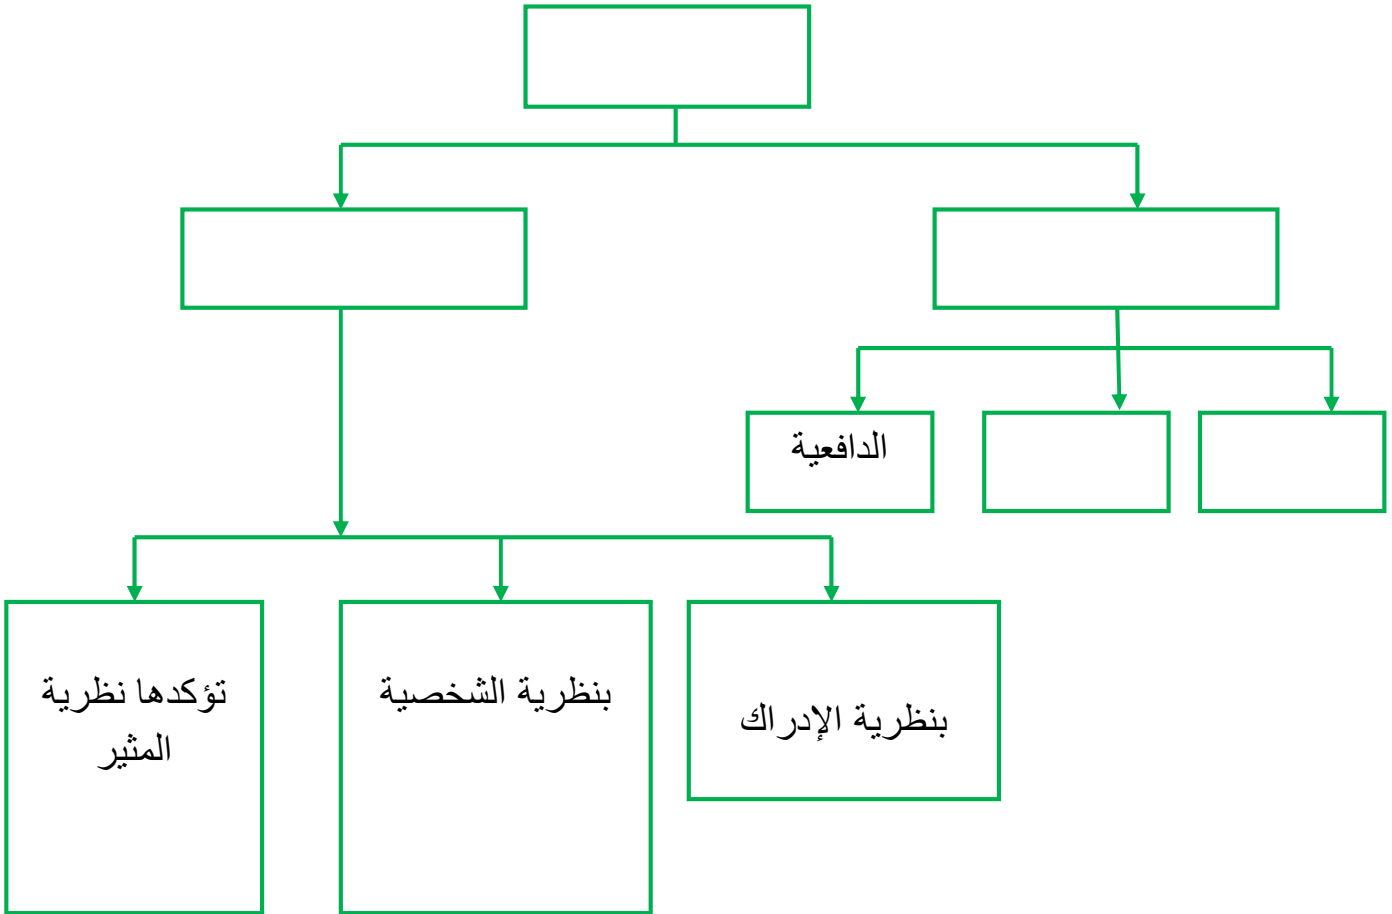 الدافعية
بنظرية الإدراك
بنظرية الشخصية
تؤكدها نظرية
المثير